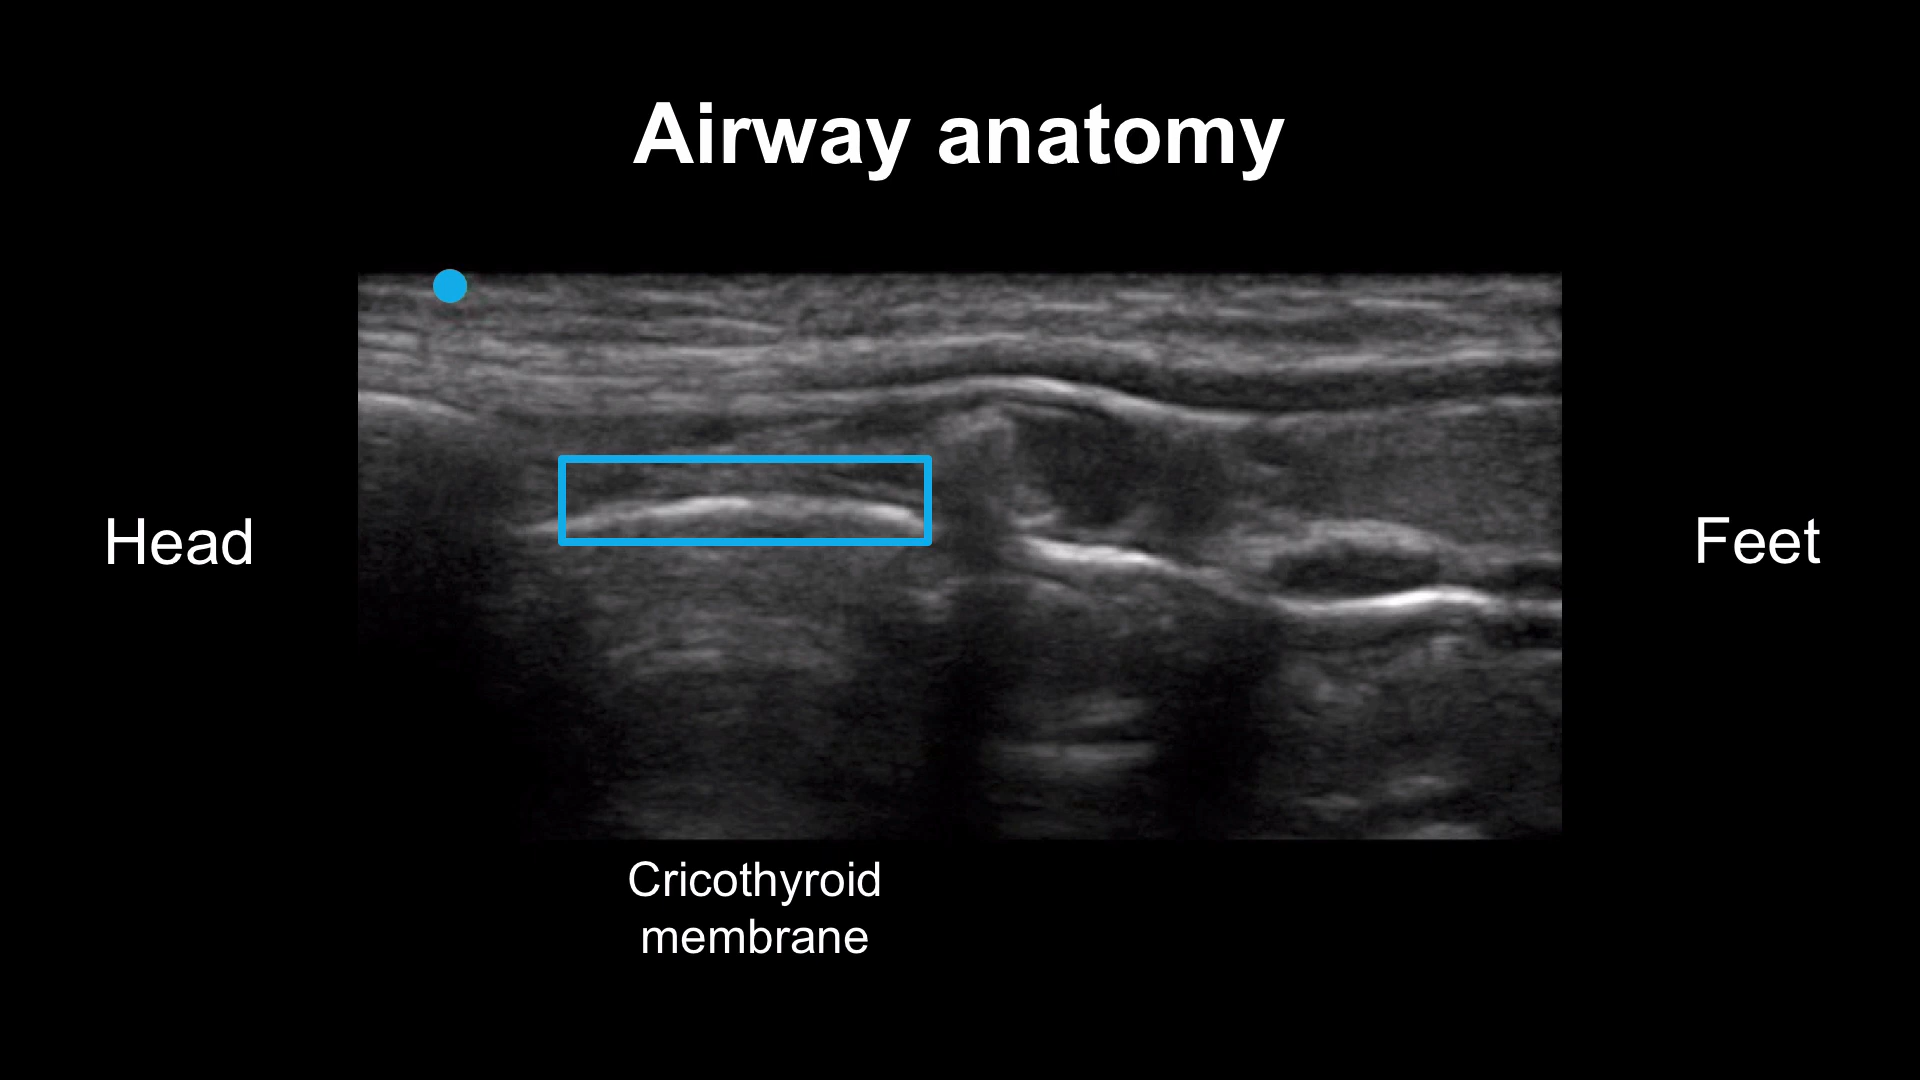 Airway anatomy
Head
Feet
Cricothyroid
membrane